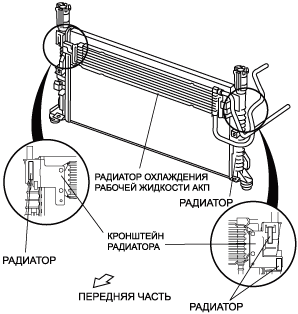 РАДИАТОР ОХЛАЖДЕНИЯ
РАБОЧЕЙ ЖИДКОСТИ АКП
РАДИАТОР
КРОНШТЕЙН
РАДИАТОРА
РАДИАТОР
ПЕРЕДНЯЯ ЧАСТЬ
РАДИАТОР